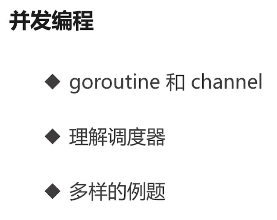 并发编程
◆ goroutine 和 channel
◆ 理解调度器
◆ 多样的例题